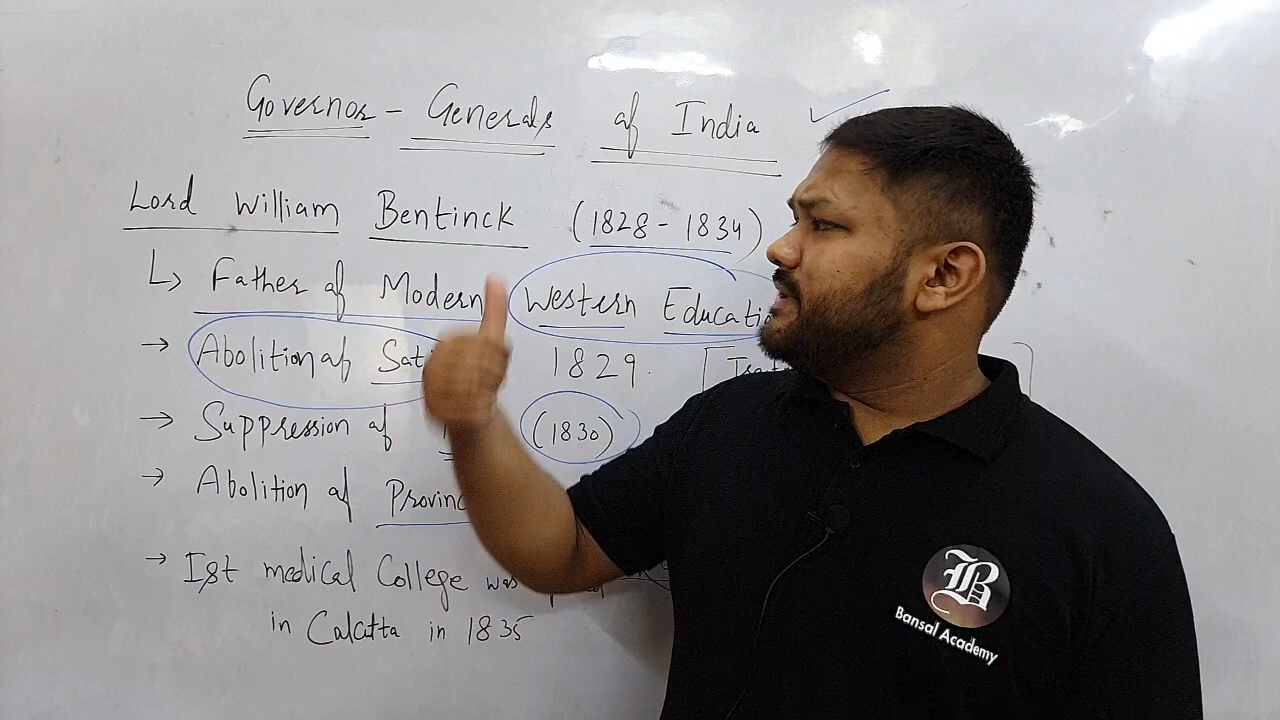 Governor - Generals of India
Lord William Bentinck (1828 - 1834)
Father of Modern Western Educatio
Abolition of Sati 1829.
Suppression of (1830)
Abolition of Provinc
Ist medical College was
in Calcutta in 1835
B
Bansal Academy